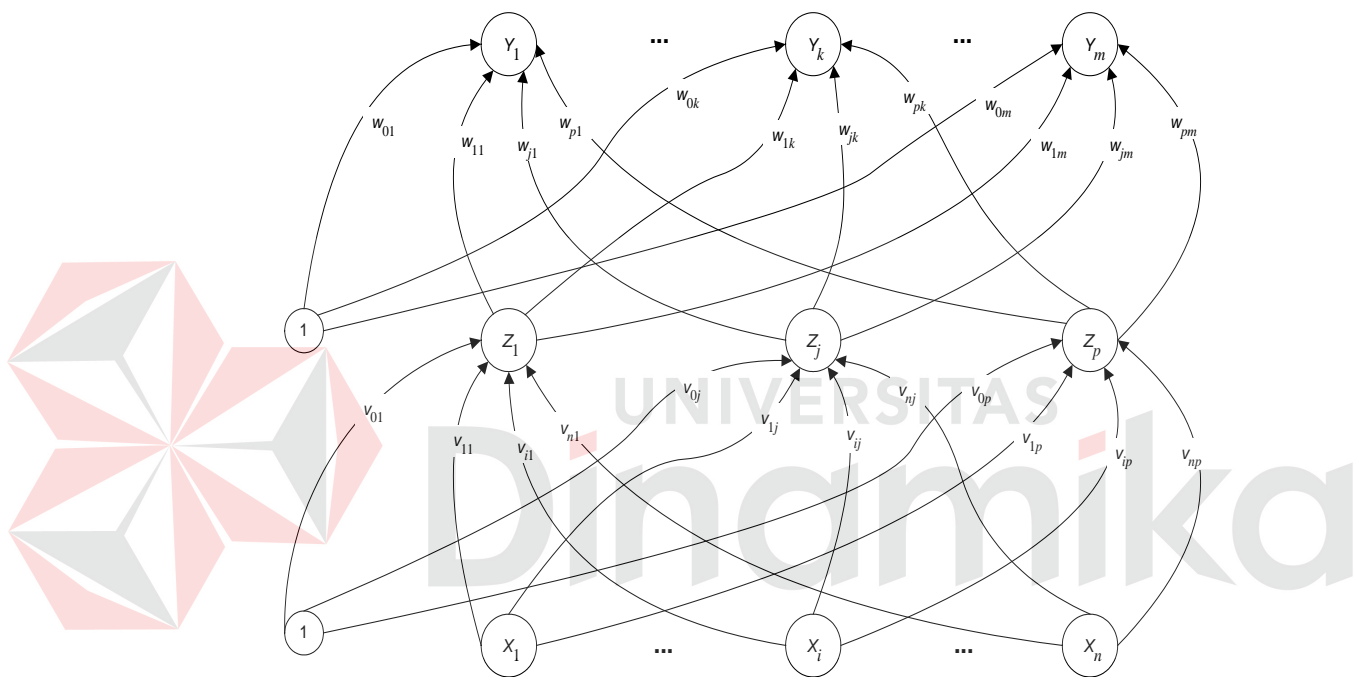 Y1 ... Yk ... Ym
w01 w11 wj1 wp1 w0k w1k wjk wpk w0m w1m wjm wpm
1 Z1 Zj Zp
v01 v11 vi1 vn1 v0j v1j vij vnj v0p v1p vip vnp
UNIVERSITAS
Dinamika
1 X1 ... Xi ... Xn